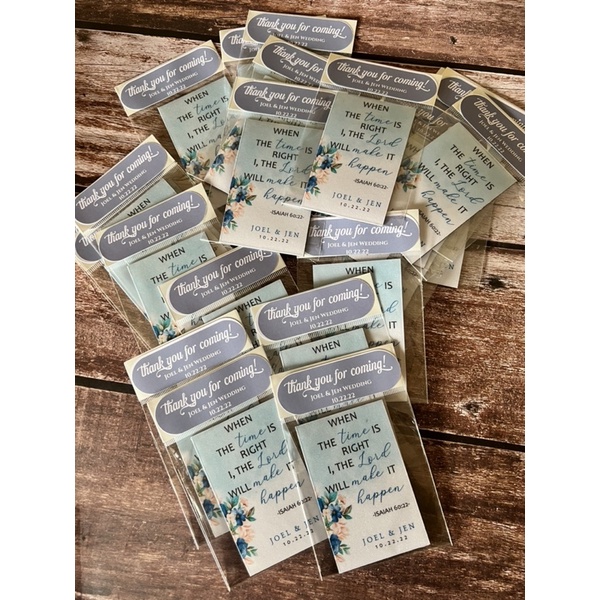 thank you for coming!
Joel & Jen Wedding
10.22.22
WHEN
THE time IS
RIGHT
I, THE Lord
WILL make IT
happen
-ISAIAH 60:22-
JOEL & JEN
10.22.22